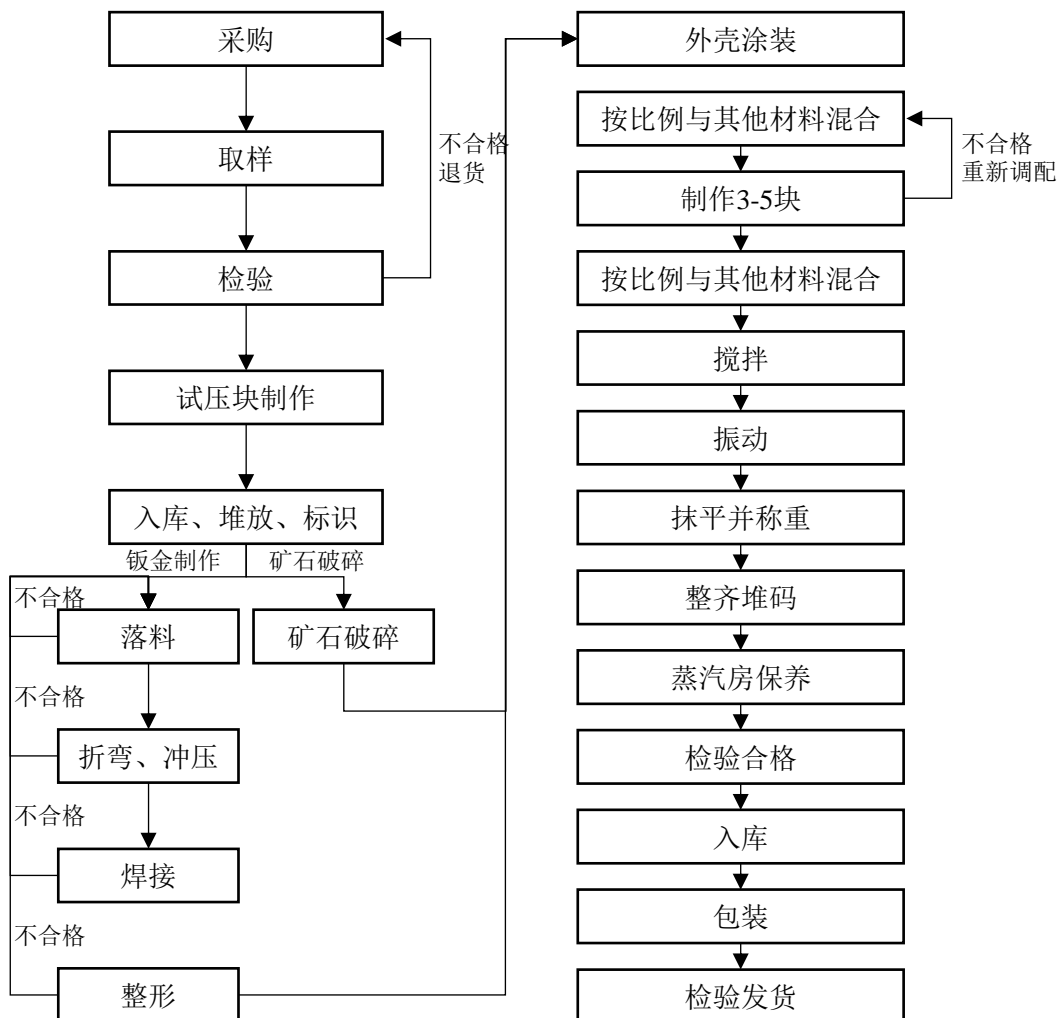 采购
不合格
退货
取样
检验
试压块制作
入库、堆放、标识
钣金制作
矿石破碎
不合格
落料
矿石破碎
不合格
折弯、冲压
不合格
焊接
不合格
整形
外壳涂装
按比例与其他材料混合
不合格
重新调配
制作3-5块
按比例与其他材料混合
搅拌
振动
抹平并称重
整齐堆码
蒸汽房保养
检验合格
入库
包装
检验发货